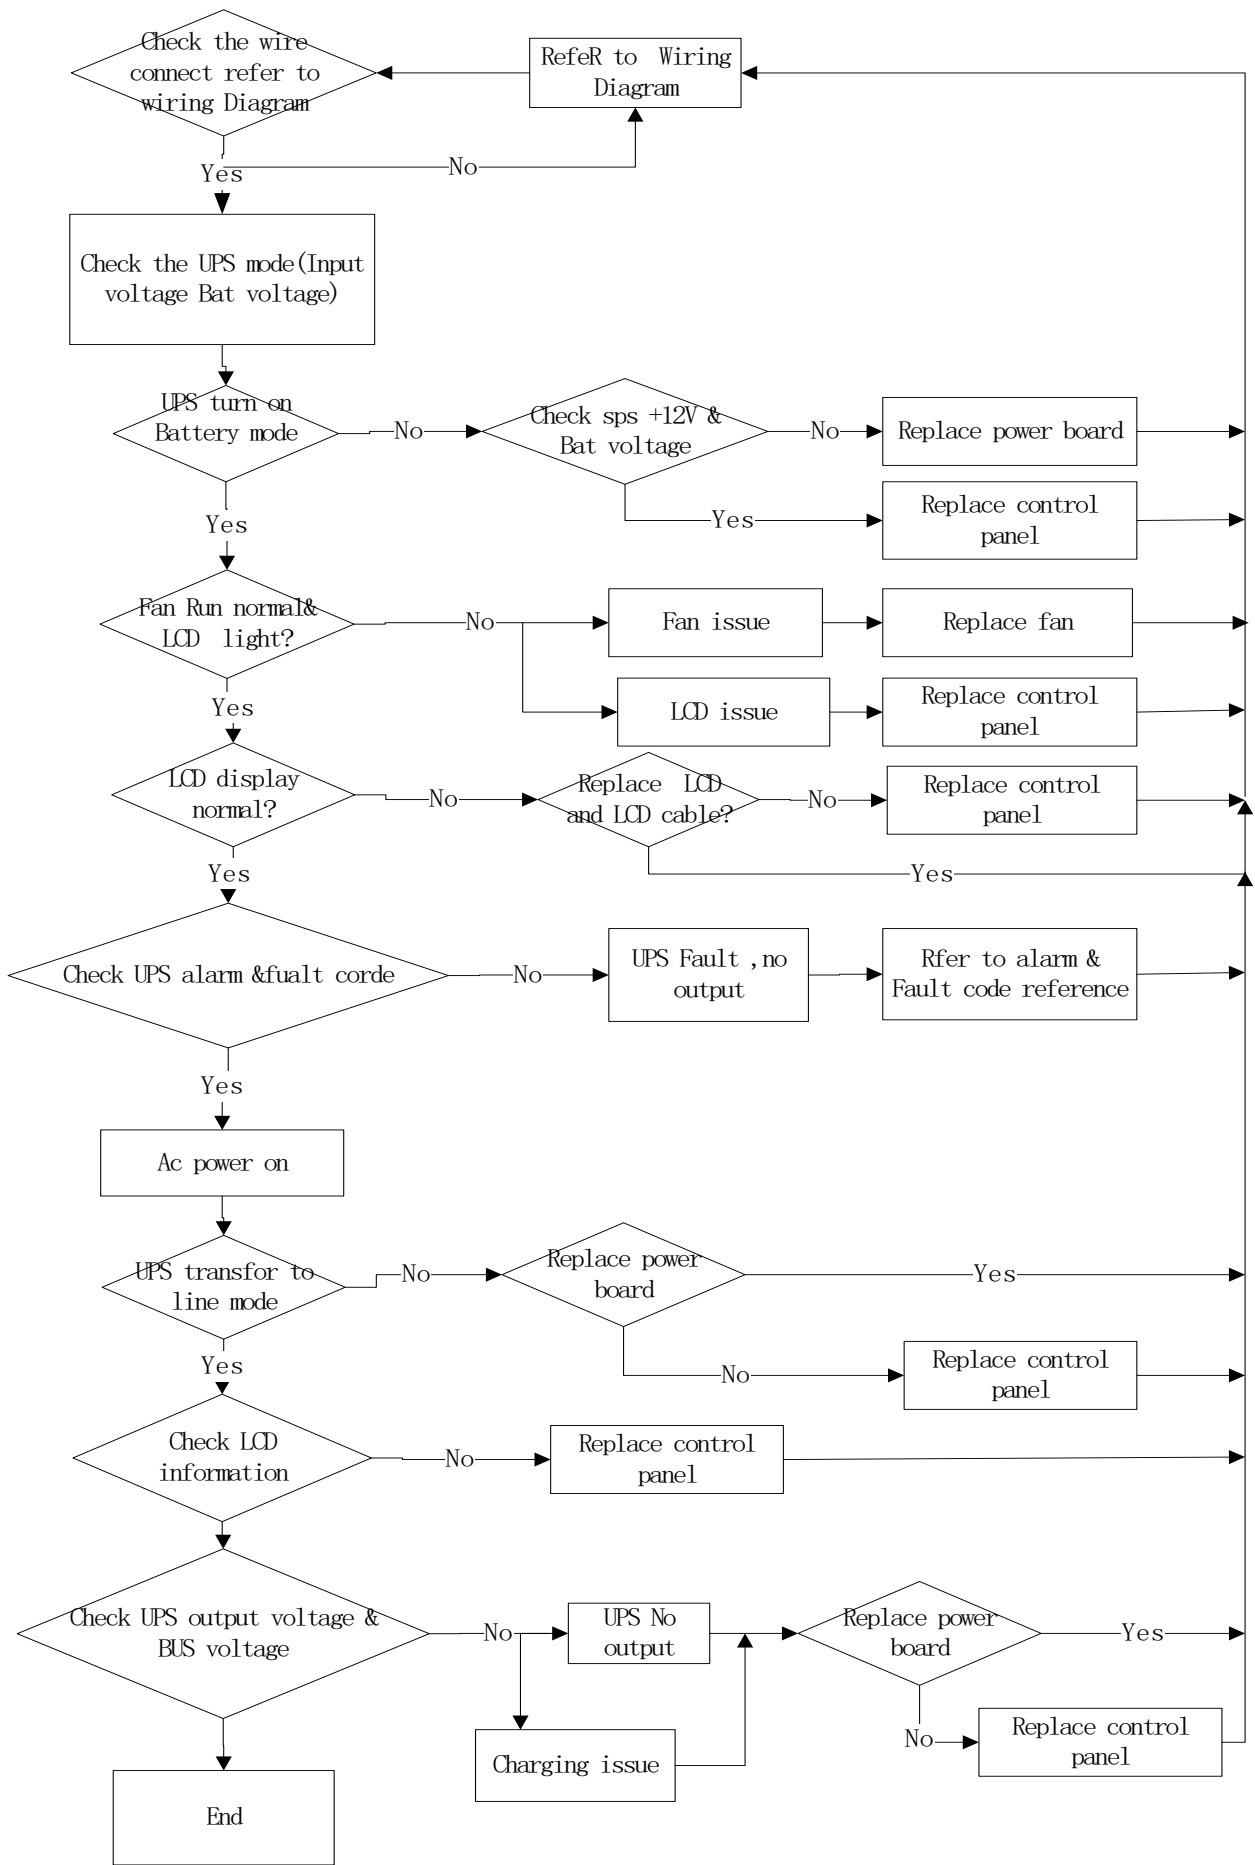 Check the wire
connect refer to
wiring Diagram
RefeR to Wiring
Diagram
No
Yes
Check the UPS mode(Input
voltage Bat voltage)
UPS turn on
Battery mode
No
Check sps +12V &
Bat voltage
No
Replace power board
Yes
Replace control
panel
Yes
Fan Run normal&
LCD light?
No
Fan issue
Replace fan
LCD issue
Replace control
panel
Yes
LCD display
normal?
No
Replace LCD
and LCD cable?
No
Replace control
panel
Yes
Yes
Check UPS alarm &fualt corde
No
UPS Fault ,no
output
Rfer to alarm &
Fault code reference
Yes
Ac power on
UPS transfor to
line mode
No
Replace power
board
Yes
Yes
No
Replace control
panel
Check LCD
information
No
Replace control
panel
Check UPS output voltage &
BUS voltage
No
UPS No
output
Replace power
board
Yes
Charging issue
No
Replace control
panel
End